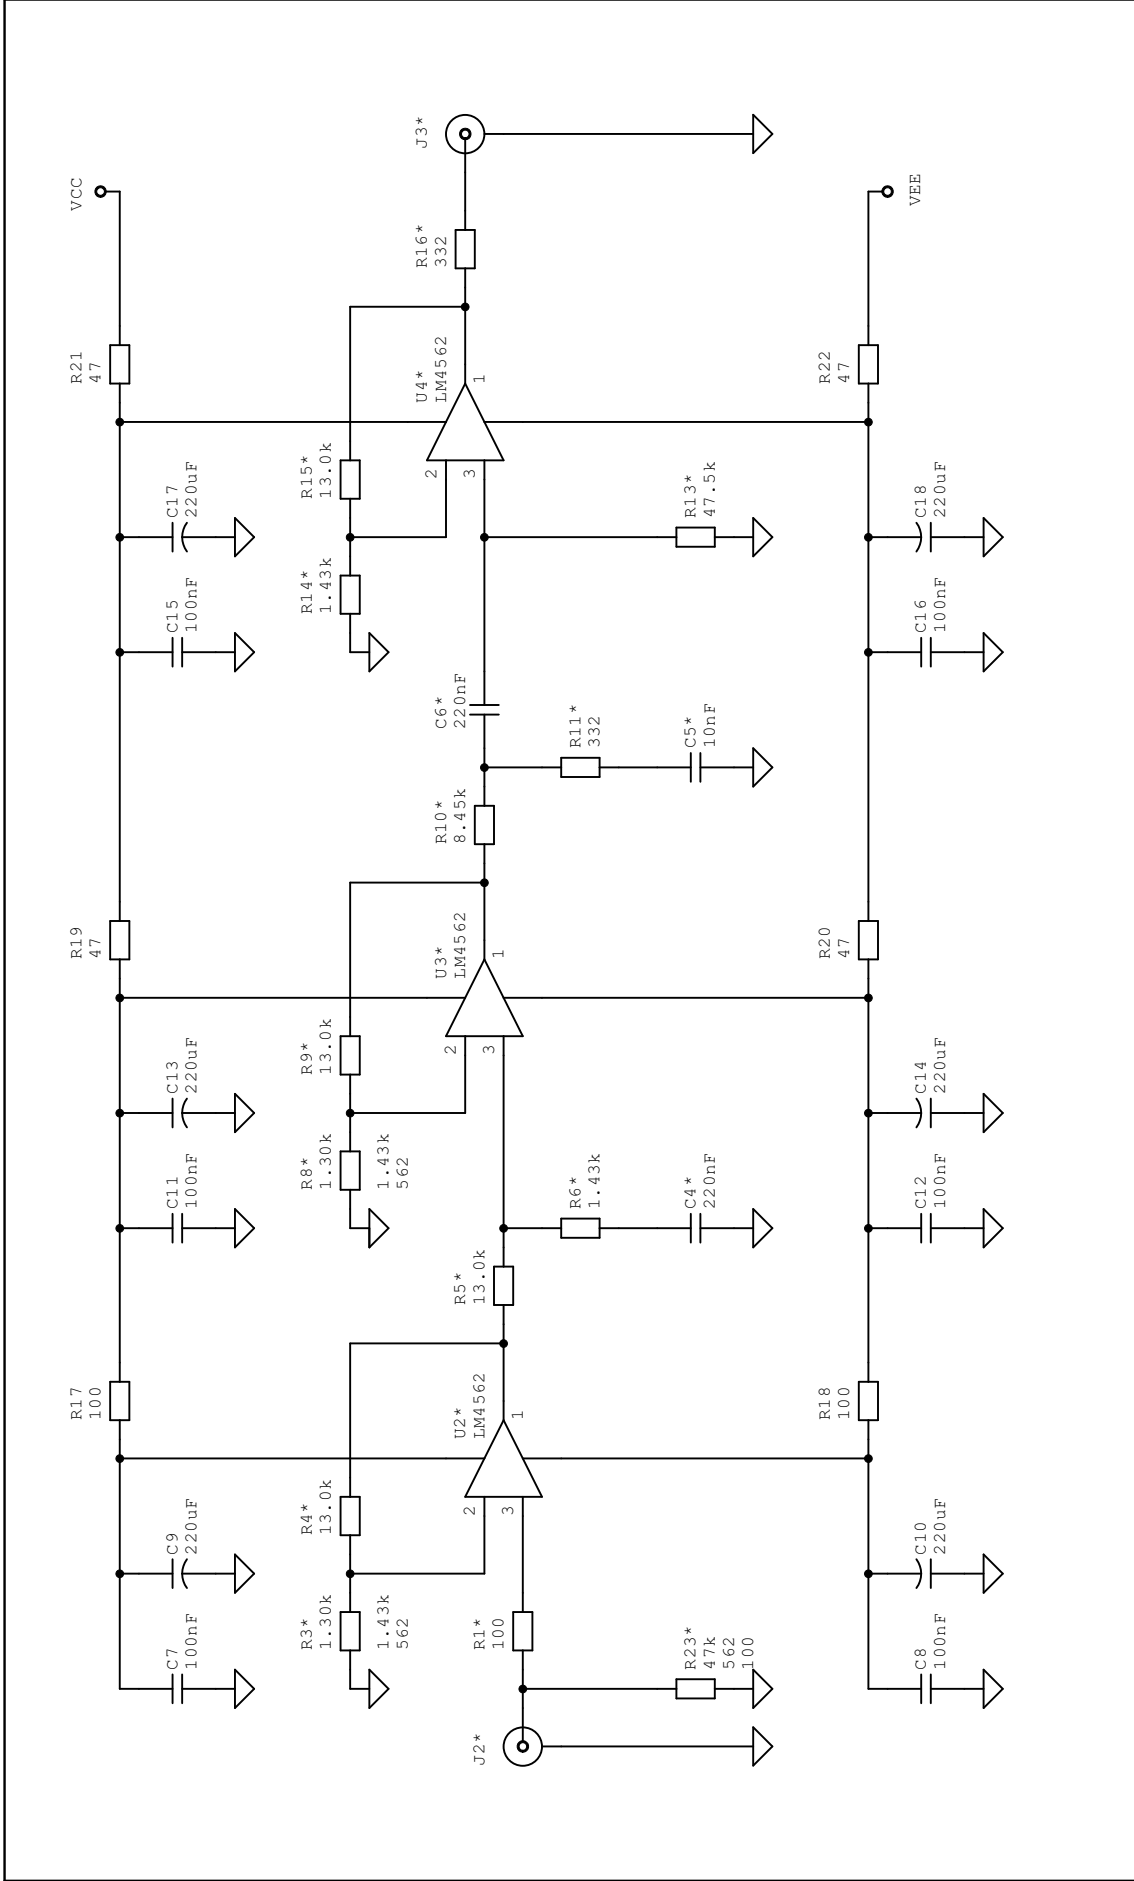 VCC
R21
47
C17
220uF
C15
100nF
R19
47
C13
220uF
C11
100nF
R17
100
C9
220uF
C7
100nF
J3*
R16*
332
U4*
LM4562
1
2
3
R15*
13.0k
R14*
1.43k
R13*
47.5k
C6*
220nF
R11*
332
C5*
10nF
R10*
8.45k
U3*
LM4562
1
2
3
R9*
13.0k
R8*
1.30k
1.43k
562
R6*
1.43k
C4*
220nF
R5*
13.0k
U2*
LM4562
1
2
3
R4*
13.0k
R3*
1.30k
1.43k
562
R1*
100
R23*
47k
562
100
J2*
VEE
R22
47
C18
220uF
C16
100nF
R20
47
C14
220uF
C12
100nF
R18
100
C10
220uF
C8
100nF